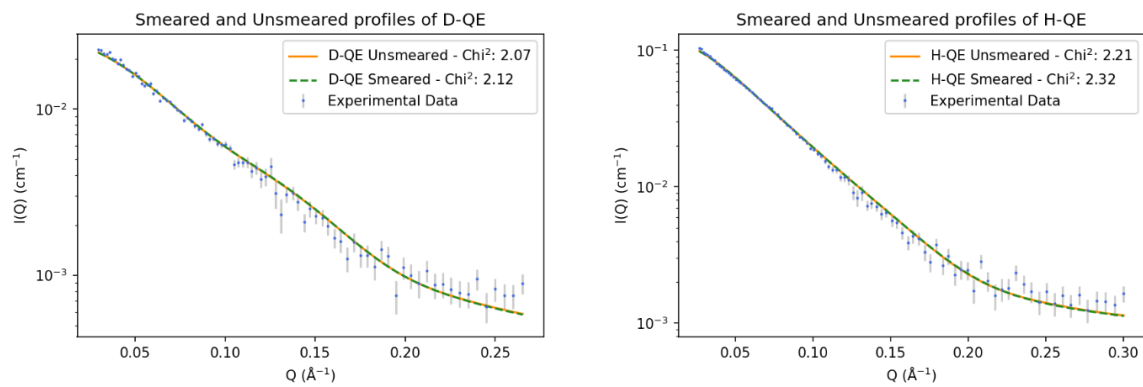 Smeared and Unsmeared profiles of D-QE
D-QE Unsmeared - Chi²: 2.07
D-QE Smeared - Chi²: 2.12
Experimental Data
I(Q) (cm⁻¹)
10⁻²
10⁻³
0.05 0.10 0.15 0.20 0.25
Q (Å⁻¹)
Smeared and Unsmeared profiles of H-QE
H-QE Unsmeared - Chi²: 2.21
H-QE Smeared - Chi²: 2.32
Experimental Data
I(Q) (cm⁻¹)
10⁻¹
10⁻²
10⁻³
0.05 0.10 0.15 0.20 0.25 0.30
Q (Å⁻¹)